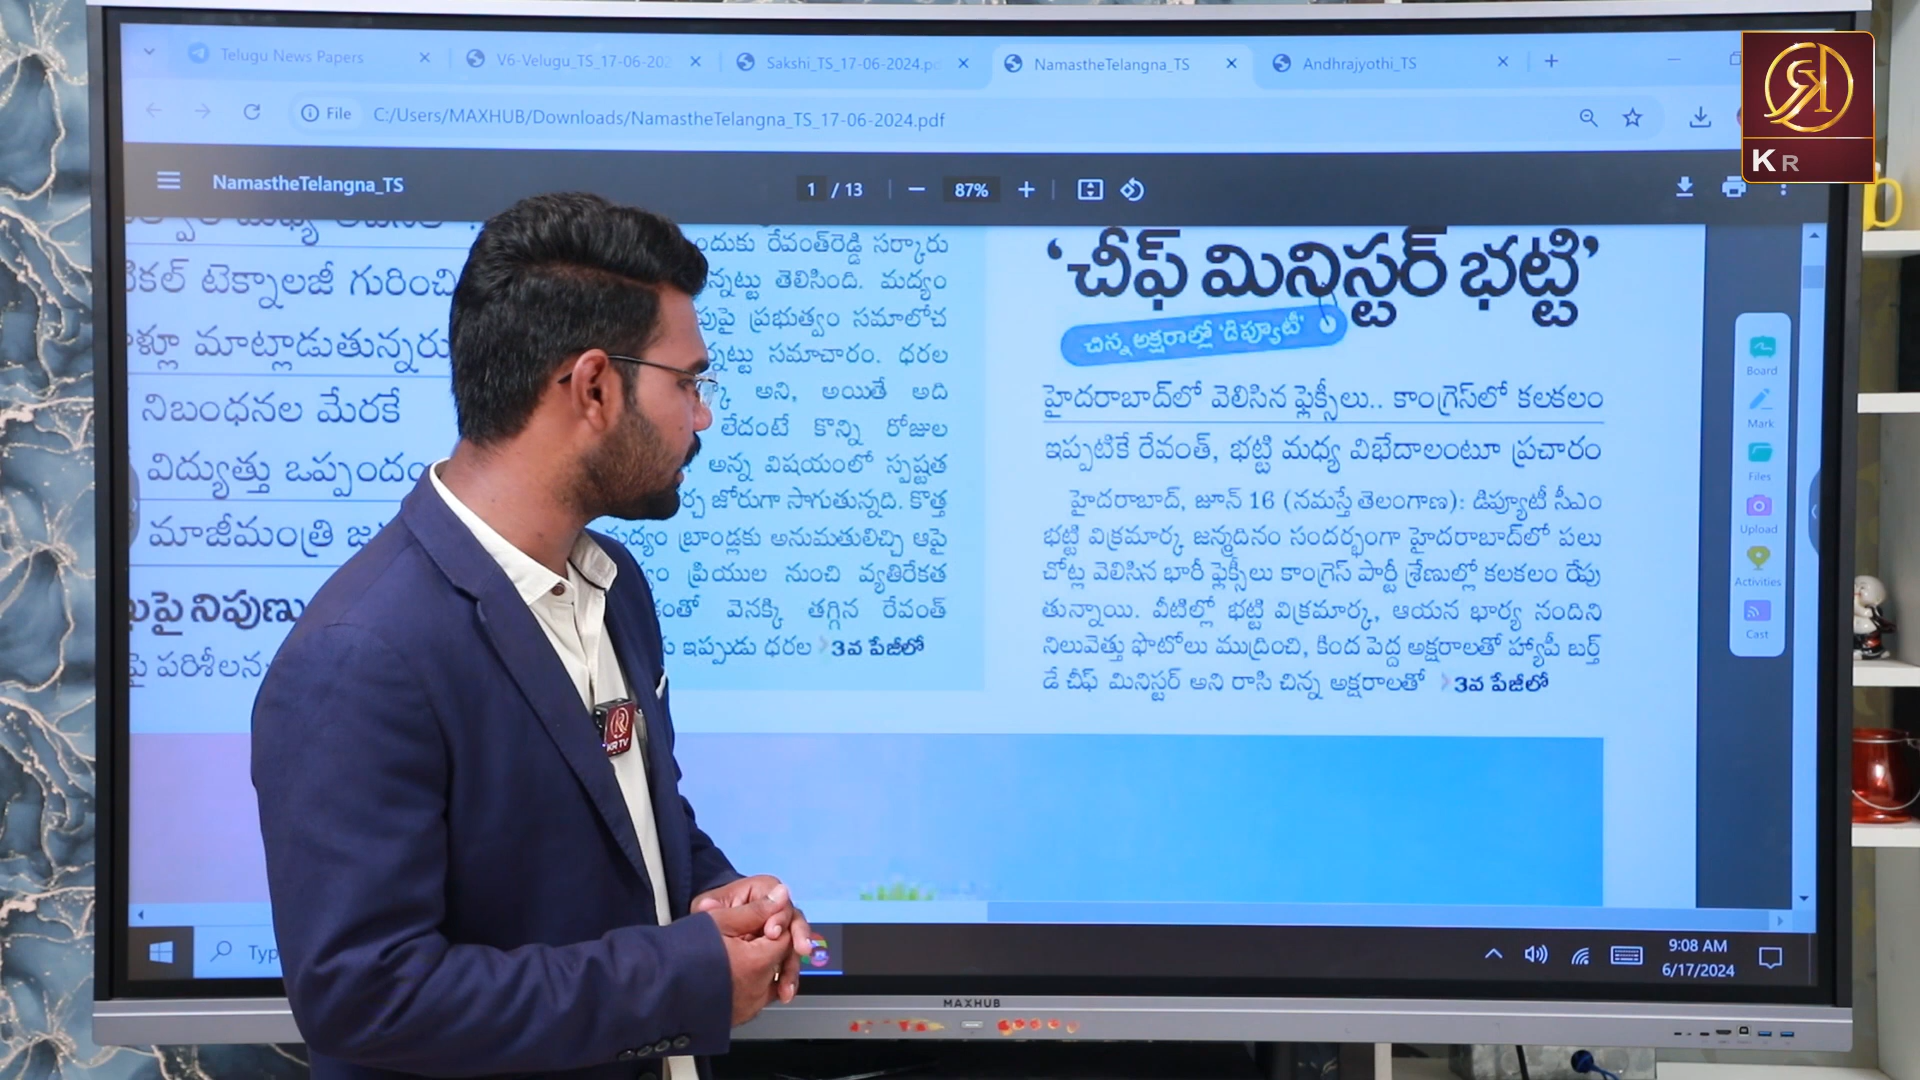 Telugu News Papers
V6-Velugu_TS_17-06-202
Sakshi_TS_17-06-2024.pd
NamastheTelangna_TS
Andhrajyothi_TS
File
C:/Users/MAXHUB/Downloads/NamastheTelangna_TS_17-06-2024.pdf
KR
NamastheTelangna_TS
1 / 13
87%
టెక్నాలజీ గురించి
మాట్లాడుతున్నరు
నిబంధనల మేరకే
విద్యుత్తు ఒప్పందం
మాజీమంత్రి
పై నిపుణు
పై పరిశీలన
రేవంత్‌రెడ్డి సర్కారు
తెలిసింది. మద్యం
ప్రభుత్వం సమాలోచ
సమాచారం. ధరల
అని, అయితే అది
లేదంటే కొన్ని రోజుల
అన్న విషయంలో స్పష్టత
జోరుగా సాగుతున్నది. కొత్త
మద్యం బ్రాండ్లకు అనుమతులిచ్చి ఆపై
ప్రియుల నుంచి వ్యతిరేకత
వెనక్కి తగ్గిన రేవంత్
ఇప్పుడు ధరల 3వ పేజీలో
‘చీఫ్ మినిస్టర్ భట్టి’
చిన్న అక్షరాల్లో ‘డిప్యూటీ’
హైదరాబాద్‌లో వెలిసిన ఫ్లెక్సీలు.. కాంగ్రెస్‌లో కలకలం
ఇప్పటికే రేవంత్, భట్టి మధ్య విభేదాలంటూ ప్రచారం
హైదరాబాద్, జూన్ 16 (నమస్తే తెలంగాణ): డిప్యూటీ సీఎం
భట్టి విక్రమార్క జన్మదినం సందర్భంగా హైదరాబాద్‌లో పలు
చోట్ల వెలిసిన భారీ ఫ్లెక్సీలు కాంగ్రెస్ పార్టీ శ్రేణుల్లో కలకలం రేపు
తున్నాయి. వీటిల్లో భట్టి విక్రమార్క, ఆయన భార్య నందిని
నిలువెత్తు ఫొటోలు ముద్రించి, కింద పెద్ద అక్షరాలతో హ్యాపీ బర్త్
డే చీఫ్ మినిస్టర్ అని రాసి చిన్న అక్షరాలతో 3వ పేజీలో
Board
Mark
Files
Upload
Activities
Cast
KR TV
Typ
9:08 AM
6/17/2024
MAXHUB